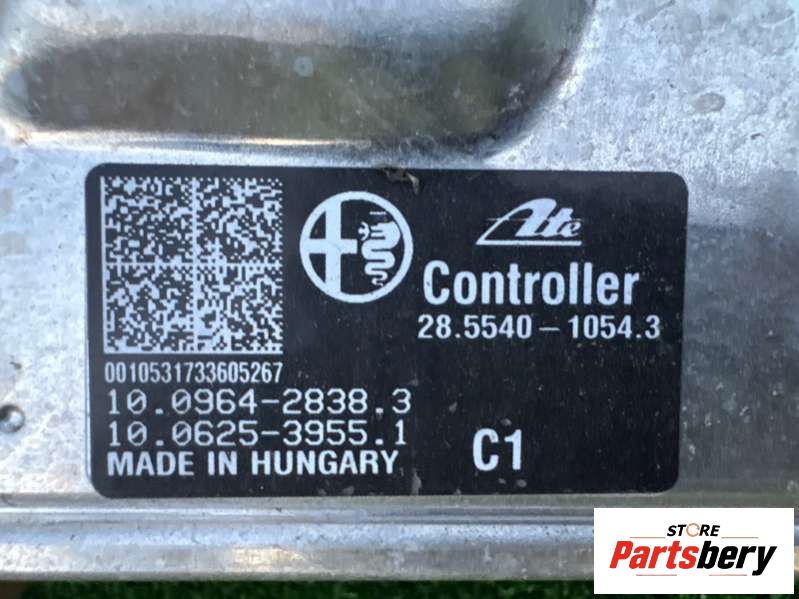 Ate
Controller
28.5540 - 1054.3
0010531733605267
10.0964-2838.3
10.0625-3955.1
MADE IN HUNGARY
C1
STORE
Partsbery